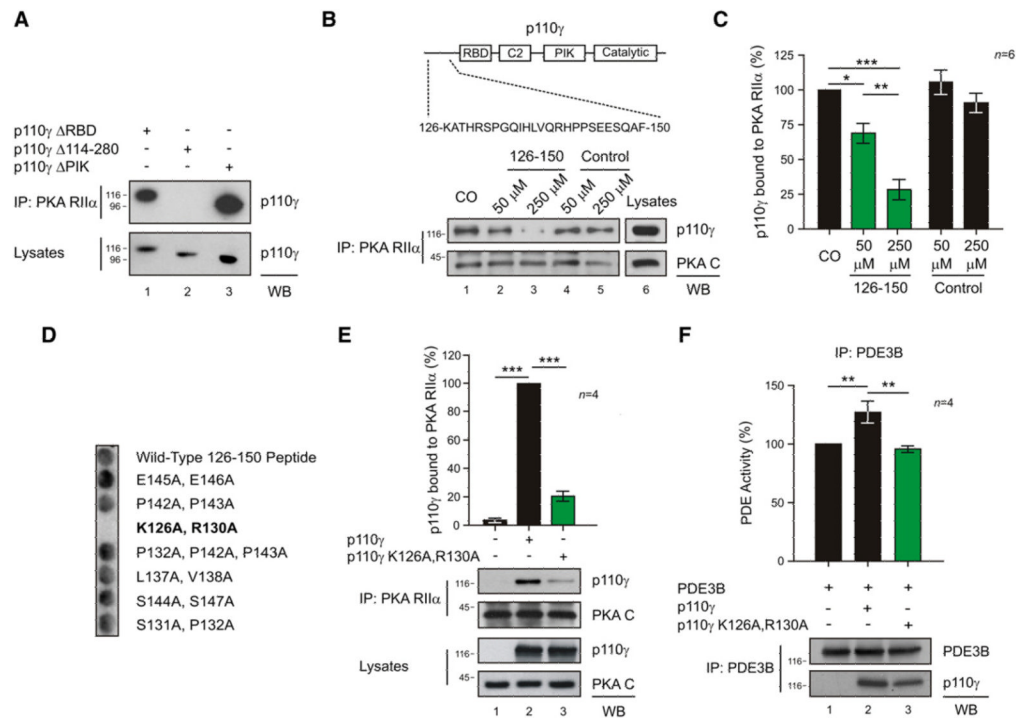 A
p110γ ΔRBD + - -
p110γ Δ114-280 - + -
p110γ ΔPIK - - +
IP: PKA RIIα
116
96
p110γ
Lysates
116
96
p110γ
1 2 3 WB
B
p110γ
RBD C2 PIK Catalytic
126-KATHRSPGQIHLVQRHPPSEESQAF-150
126-150 Control
CO 50 μM 250 μM 50 μM 250 μM Lysates
IP: PKA RIIα
116
p110γ
45
PKA C
1 2 3 4 5 6 WB
C
p110γ bound to PKA RIIα (%)
125
100
75
50
25
0
n=6
***
* **
CO 50 μM 250 μM 50 μM 250 μM
126-150 Control
D
Wild-Type 126-150 Peptide
E145A, E146A
P142A, P143A
K126A, R130A
P132A, P142A, P143A
L137A, V138A
S144A, S147A
S131A, P132A
E
p110γ bound to PKA RIIα (%)
120
100
80
60
40
20
0
*** ***
n=4
p110γ - + -
p110γ K126A,R130A - - +
IP: PKA RIIα
116
p110γ
45
PKA C
Lysates
116
p110γ
45
PKA C
1 2 3 WB
F
IP: PDE3B
PDE Activity (%)
150
100
50
0
** **
n=4
PDE3B + + +
p110γ - + -
p110γ K126A,R130A - - +
IP: PDE3B
116
PDE3B
116
p110γ
1 2 3 WB